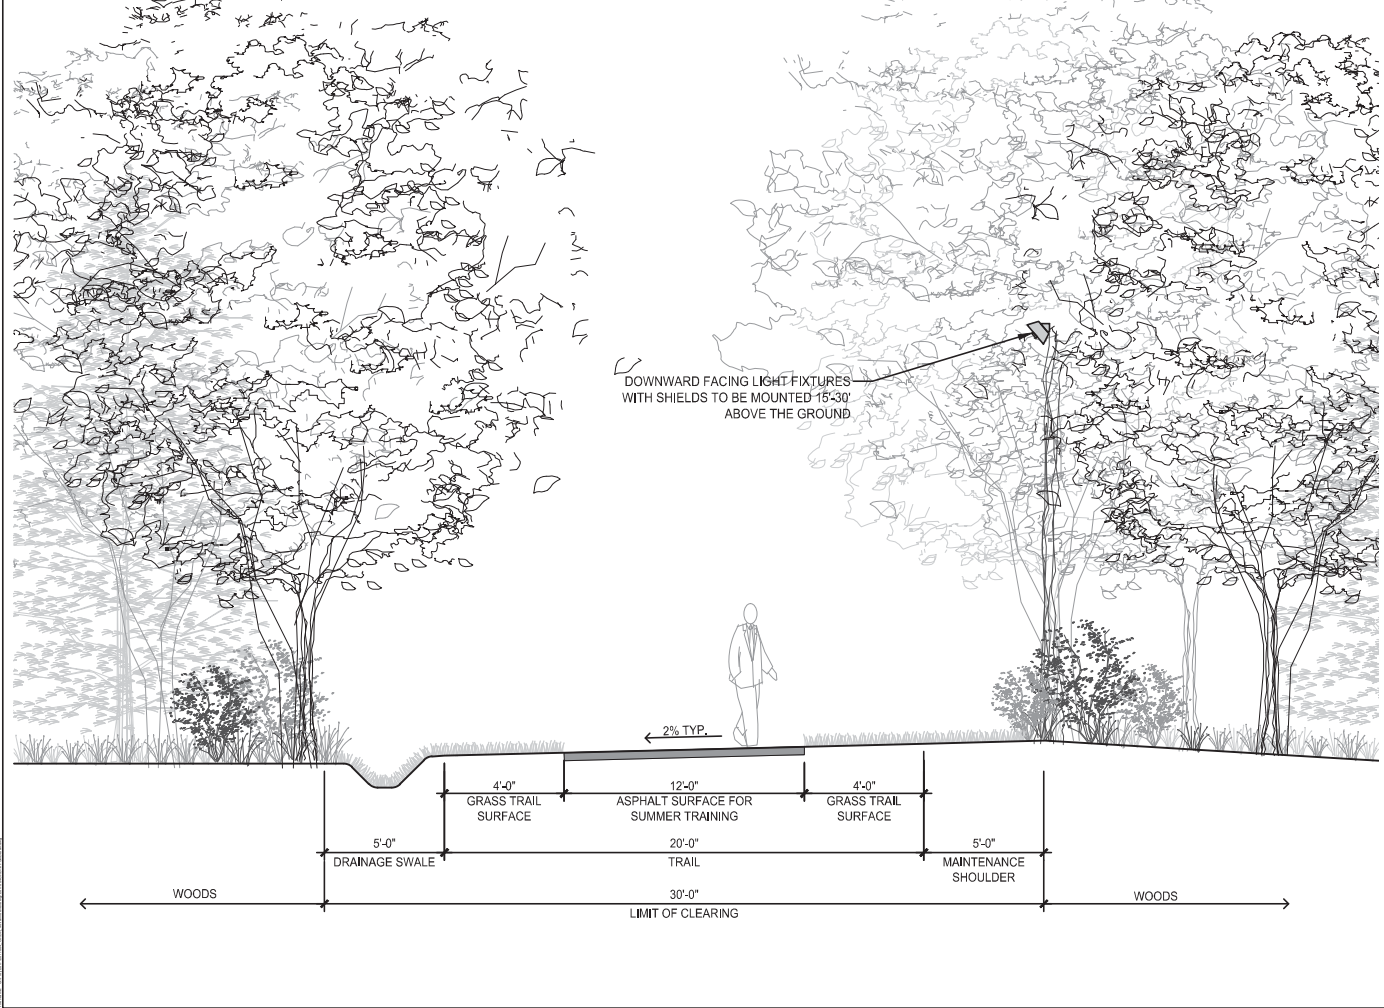 DOWNWARD FACING LIGHT FIXTURES
WITH SHIELDS TO BE MOUNTED 15'-30'
ABOVE THE GROUND
2% TYP.
4'-0"
GRASS TRAIL
SURFACE
12'-0"
ASPHALT SURFACE FOR
SUMMER TRAINING
4'-0"
GRASS TRAIL
SURFACE
5'-0"
DRAINAGE SWALE
20'-0"
TRAIL
5'-0"
MAINTENANCE
SHOULDER
WOODS
30'-0"
LIMIT OF CLEARING
WOODS